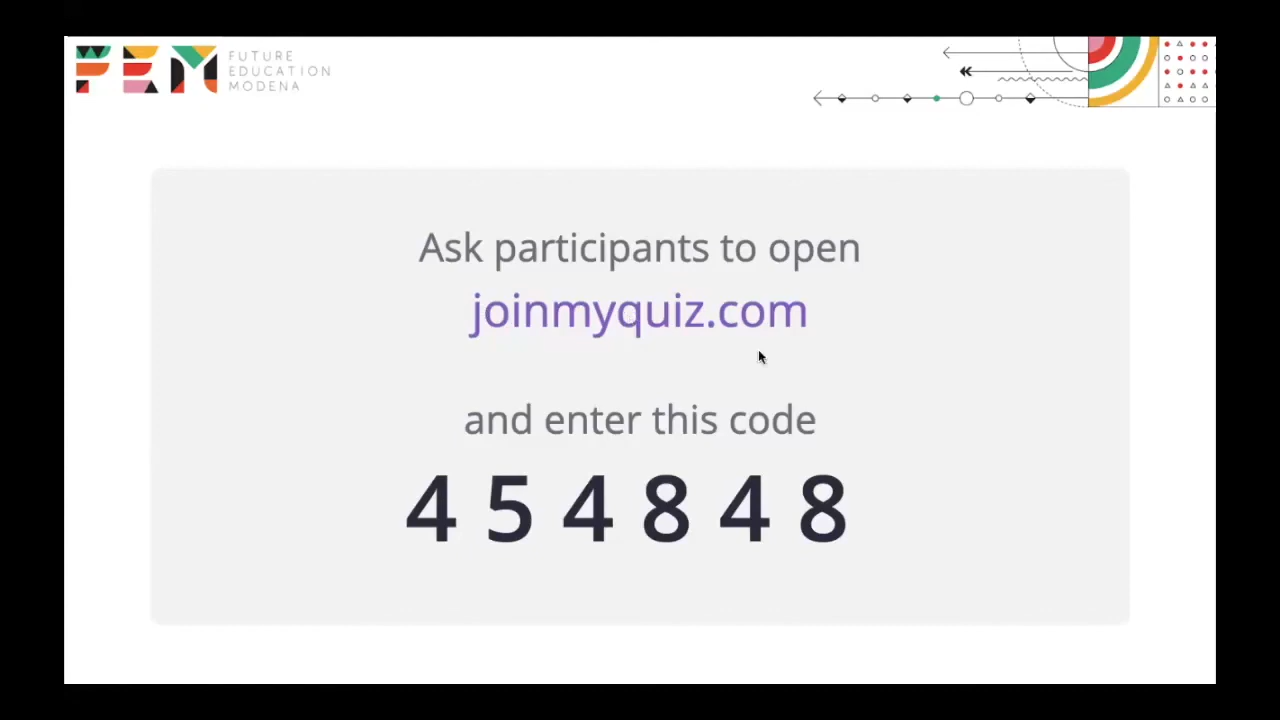 FEM
FUTURE
EDUCATION
MODENA
Ask participants to open
joinmyquiz.com
and enter this code
4 5 4 8 4 8